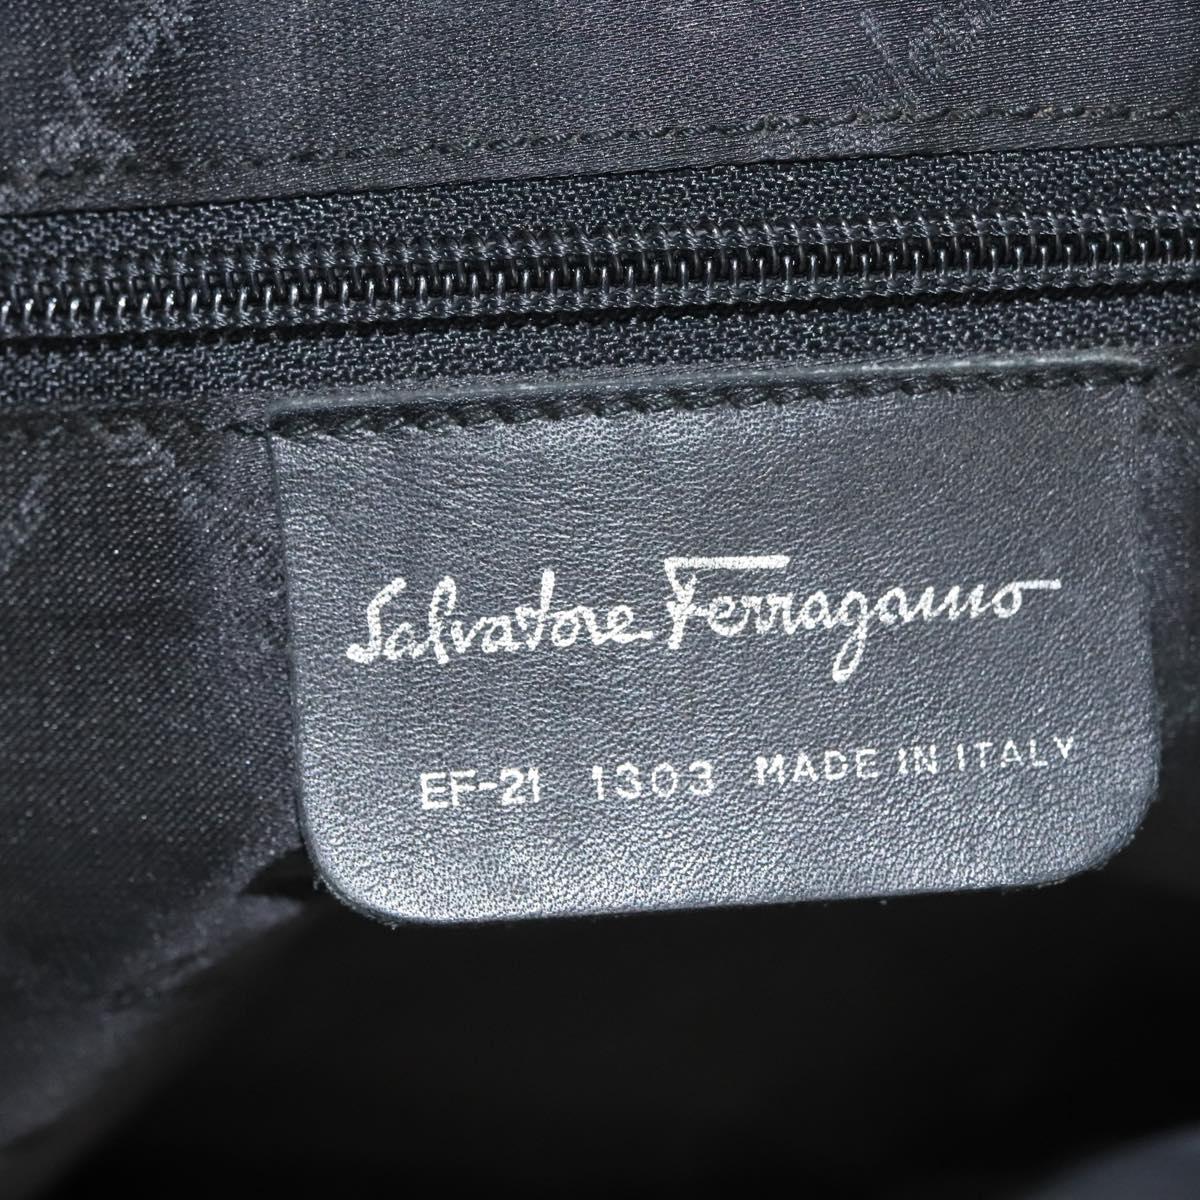 Salvatore Ferragamo
EF-21 1303 MADE IN ITALY